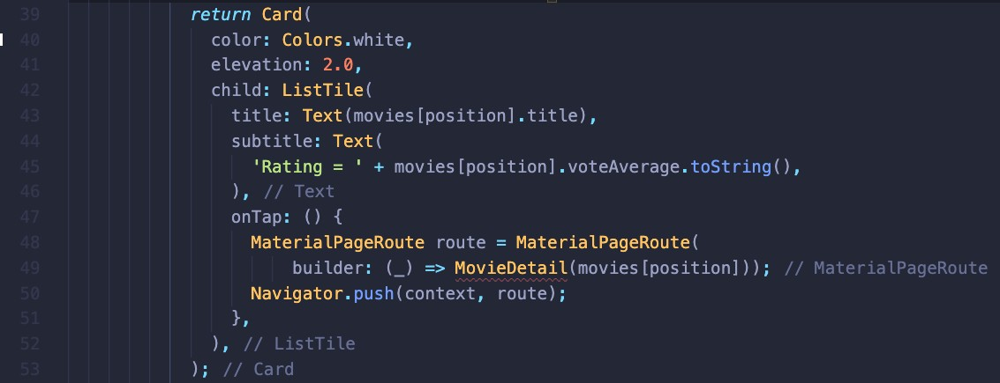 39 return Card(
40 color: Colors.white,
41 elevation: 2.0,
42 child: ListTile(
43 title: Text(movies[position].title),
44 subtitle: Text(
45 'Rating = ' + movies[position].voteAverage.toString(),
46 ), // Text
47 onTap: () {
48 MaterialPageRoute route = MaterialPageRoute(
49 builder: (_) => MovieDetail(movies[position])); // MaterialPageRoute
50 Navigator.push(context, route);
51 },
52 ), // ListTile
53 ); // Card